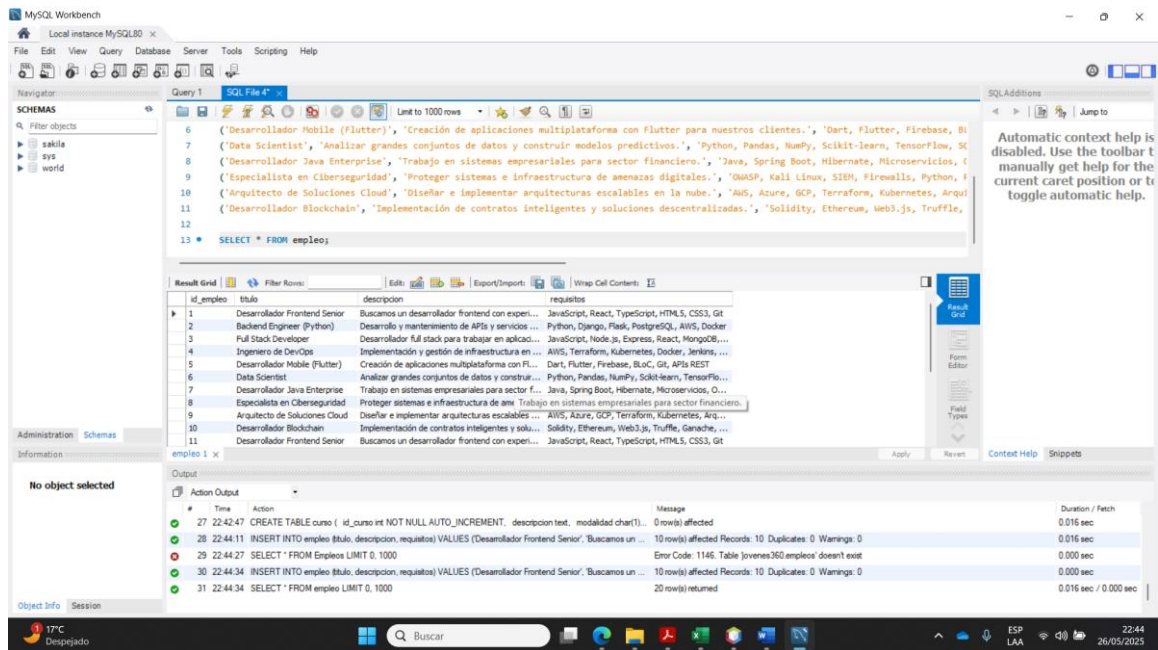 MySQL Workbench
Local instance MySQL80
File Edit View Query Database Server Tools Scripting Help
Navigator
SCHEMAS
Filter objects
sakila
sys
world
Administration Schemas
Information
No object selected
Object Info Session
Query 1 SQL File 4*
Limit to 1000 rows
6 ('Desarrollador Mobile (Flutter)', 'Creación de aplicaciones multiplataforma con Flutter para nuestros clientes.', 'Dart, Flutter, Firebase,
7 ('Data Scientist', 'Analizar grandes conjuntos de datos y construir modelos predictivos.', 'Python, Pandas, NumPy, Scikit-learn, TensorFlow,
8 ('Desarrollador Java Enterprise', 'Trabajo en sistemas empresariales para sector financiero.', 'Java, Spring Boot, Hibernate, Microservicios,
9 ('Especialista en Ciberseguridad', 'Proteger sistemas e infraestructura de amenazas digitales.', 'OWASP, Kali Linux, SIEM, Firewalls, Python,
10 ('Arquitecto de Soluciones Cloud', 'Diseñar e implementar arquitecturas escalables en la nube.', 'AWS, Azure, GCP, Terraform, Kubernetes, Arqui
11 ('Desarrollador Blockchain', 'Implementación de contratos inteligentes y soluciones descentralizadas.', 'Solidity, Ethereum, Web3.js, Truffle,
12
13 SELECT * FROM empleo;
Result Grid Filter Rows: Edit: Export/Import: Wrap Cell Content:
id_empleo titulo descripcion requisitos
1 Desarrollador Frontend Senior Buscamos un desarrollador frontend con experi... JavaScript, React, TypeScript, HTML5, CSS3, Git
2 Backend Engineer (Python) Desarrollo y mantenimiento de APIs y servicios ... Python, Django, Flask, PostgreSQL, AWS, Docker
3 Full Stack Developer Desarrollador full stack para trabajar en aplicaci... JavaScript, Node.js, Express, React, MongoDB,...
4 Ingeniero de DevOps Implementación y gestión de infraestructura en ... AWS, Terraform, Kubernetes, Docker, Jenkins, ...
5 Desarrollador Mobile (Flutter) Creación de aplicaciones multiplataforma con Fl... Dart, Flutter, Firebase, BLoC, Git, APIs REST
6 Data Scientist Analizar grandes conjuntos de datos y construir... Python, Pandas, NumPy, Scikit-learn, TensorFlo...
7 Desarrollador Java Enterprise Trabajo en sistemas empresariales para sector f... Java, Spring Boot, Hibernate, Microservicios, O...
8 Especialista en Ciberseguridad Proteger sistemas e infraestructura de ame Trabajo en sistemas empresariales para sector financiero.
9 Arquitecto de Soluciones Cloud Diseñar e implementar arquitecturas escalables ... AWS, Azure, GCP, Terraform, Kubernetes, Arq...
10 Desarrollador Blockchain Implementación de contratos inteligentes y solu... Solidity, Ethereum, Web3.js, Truffle, Ganache, ...
11 Desarrollador Frontend Senior Buscamos un desarrollador frontend con experi... JavaScript, React, TypeScript, HTML5, CSS3, Git
Result Grid
Form Editor
Field Types
empleo 1 Apply Revert
SQLAdditions
Jump to
Automatic context help is
disabled. Use the toolbar t
manually get help for the
current caret position or to
toggle automatic help.
Context Help Snippets
Output
Action Output
# Time Action Message Duration / Fetch
27 22:42:47 CREATE TABLE curso ( id_curso int NOT NULL AUTO_INCREMENT, descripcion text, modalidad char(1)... 0 row(s) affected 0.016 sec
28 22:44:11 INSERT INTO empleo (titulo, descripcion, requisitos) VALUES ('Desarrollador Frontend Senior', 'Buscamos un ... 10 row(s) affected Records: 10 Duplicates: 0 Warnings: 0 0.016 sec
29 22:44:27 SELECT * FROM Empleos LIMIT 0, 1000 Error Code: 1146. Table 'jovenes360.empleos' doesn't exist 0.000 sec
30 22:44:34 INSERT INTO empleo (titulo, descripcion, requisitos) VALUES ('Desarrollador Frontend Senior', 'Buscamos un ... 10 row(s) affected Records: 10 Duplicates: 0 Warnings: 0 0.000 sec
31 22:44:34 SELECT * FROM empleo LIMIT 0, 1000 20 row(s) returned 0.016 sec / 0.000 sec
1
17°C
Despejado
Buscar
ESP
LAA
22:44
26/05/2025